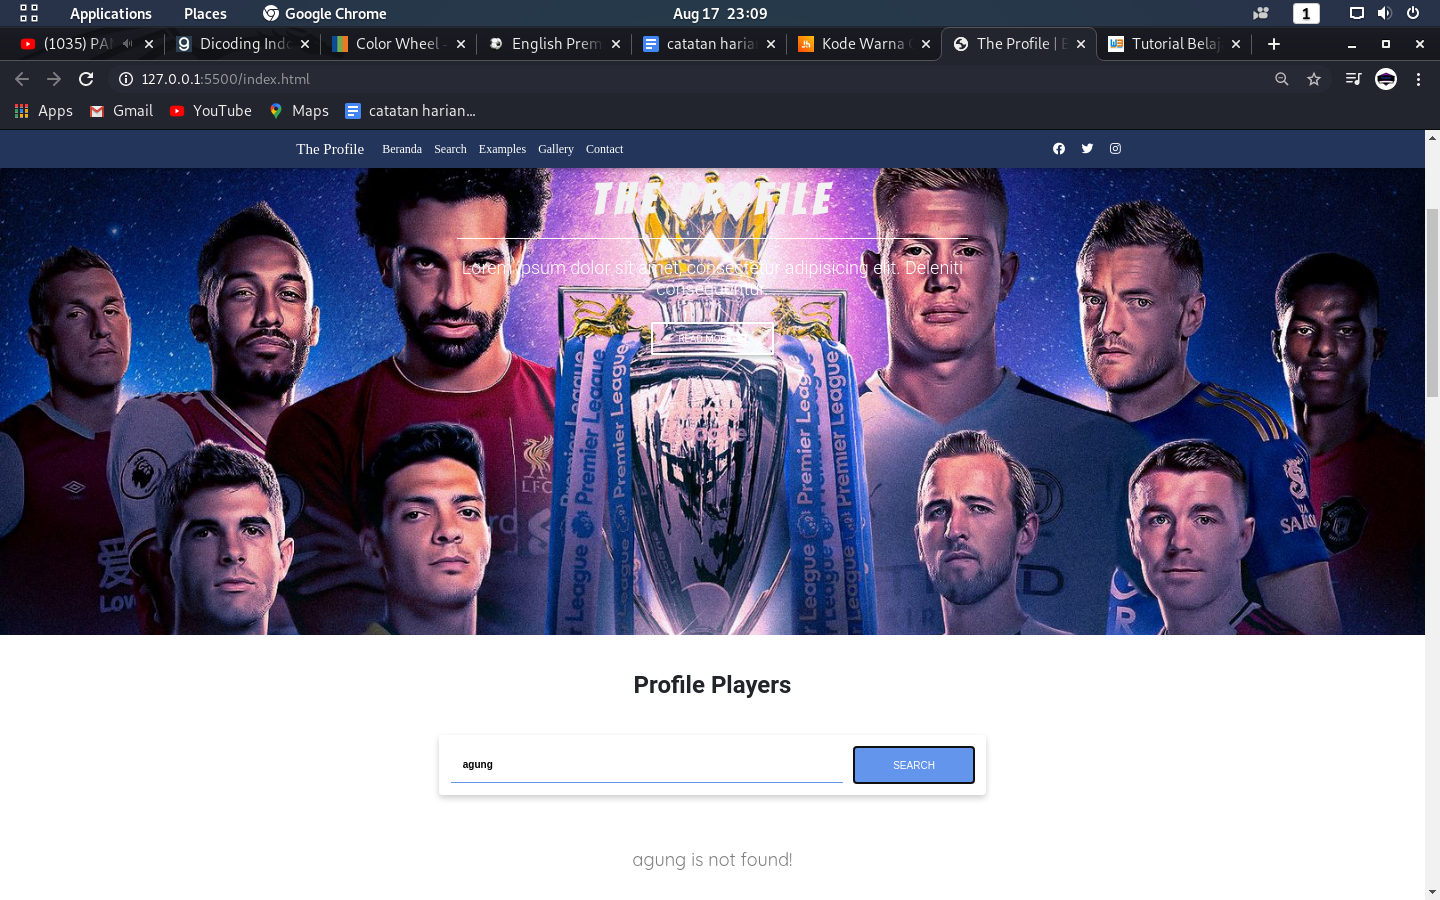 Applications Places Google Chrome Aug 17 23:09 1
(1035) PA Dicoding Indo Color Wheel - English Prem catatan haria Kode Warna The Profile | Tutorial Belaj
127.0.0.1:5500/index.html
Apps Gmail YouTube Maps catatan harian...
The Profile Beranda Search Examples Gallery Contact
THE PROFILE
Lorem ipsum dolor sit amet, consectetur adipisicing elit. Deleniti
consequuntur
READ MORE
Premier League Premier League Premier League Premier League
LFC
Profile Players
agung SEARCH
agung is not found!